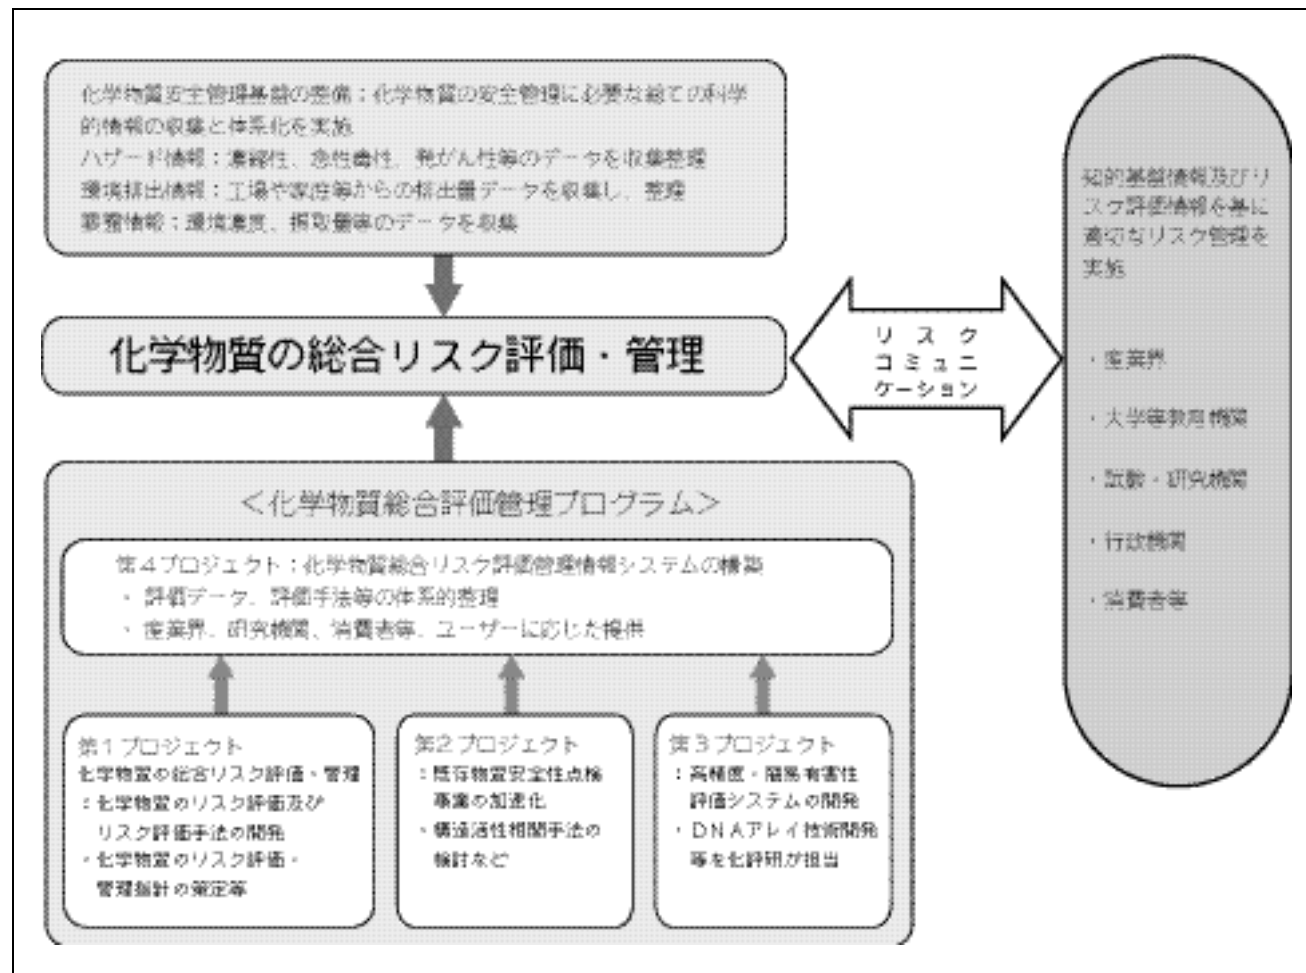 化学物質安全管理基盤の整備：化学物質の安全管理に必要な総ての科学
的情報の収集と体系化を実施
ハザード情報：濃縮性、急性毒性、発がん性等のデータを収集整理
環境排出情報：工場や家庭等からの排出量データを収集し、整理
暴露情報：環境濃度、摂取量等のデータを収集
化学物質の総合リスク評価・管理
リスク
コミュニ
ケーション
知的基盤情報及びリ
スク評価情報を基に
適切なリスク管理を
実施
・産業界
・大学等教育機関
・試験・研究機関
・行政機関
・消費者等
＜化学物質総合評価管理プログラム＞
第４プロジェクト：化学物質総合リスク評価管理情報システムの構築
・評価データ、評価手法等の体系的整理
・産業界、研究機関、消費者等、ユーザーに応じた提供
第１プロジェクト
化学物質の総合リスク評価・管理
：化学物質のリスク評価及び
リスク評価手法の開発
・化学物質のリスク評価・
管理指針の策定等
第２プロジェクト
：既存物質安全性点検
事業の加速化
・構造活性相関手法の
検討など
第３プロジェクト
：高精度・簡易有害性
評価システムの開発
・ＤＮＡアレイ技術開発
等を化評研が担当